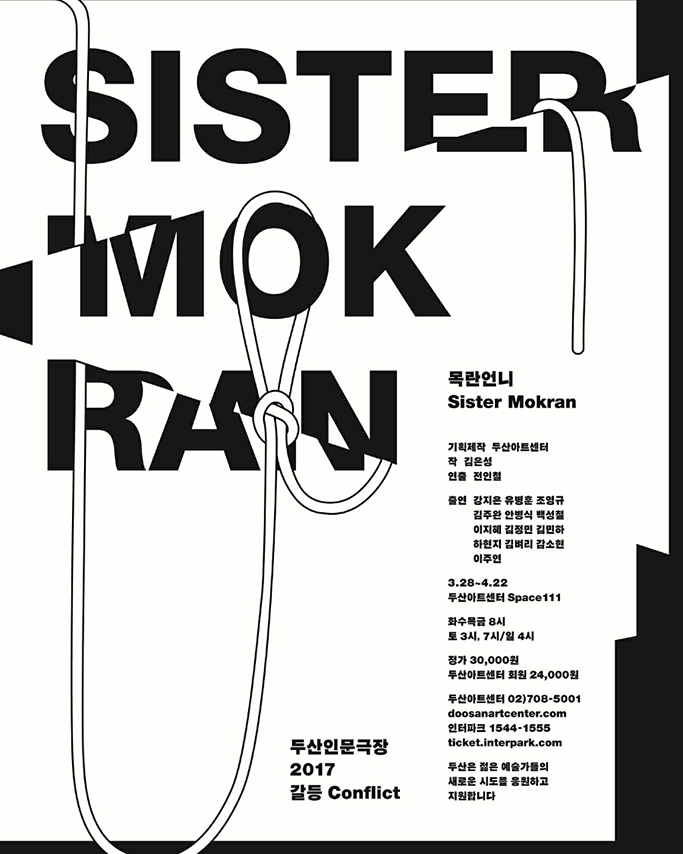 SISTER
MOK
RAN
목란언니
Sister Mokran
기획제작 두산아트센터
작 김은성
연출 전인철
출연 강지은 유병훈 조영규
김주완 안병식 백성철
이지혜 김정민 김민하
하현지 김벼리 감소현
이주연
3.28~4.22
두산아트센터 Space111
화수목금 8시
토 3시, 7시/일 4시
정가 30,000원
두산아트센터 회원 24,000원
두산아트센터 02)708-5001
doosanartcenter.com
인터파크 1544-1555
ticket.interpark.com
두산은 젊은 예술가들의
새로운 시도를 응원하고
지원합니다
두산인문극장
2017
갈등 Conflict